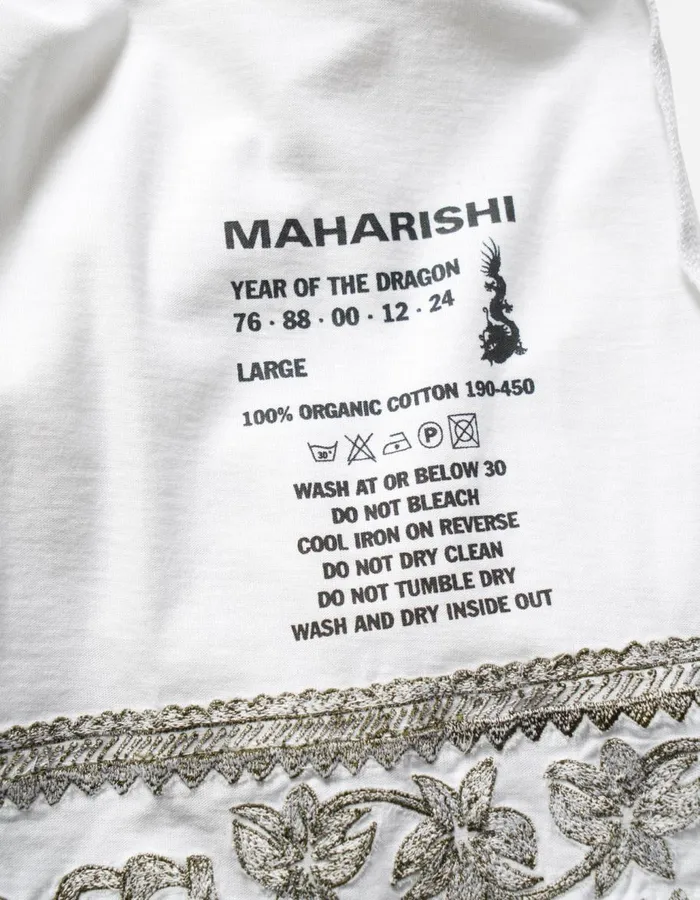 MAHARISHI
YEAR OF THE DRAGON
76 · 88 · 00 · 12 · 24
LARGE
100% ORGANIC COTTON 190-450
30° P
WASH AT OR BELOW 30
DO NOT BLEACH
COOL IRON ON REVERSE
DO NOT DRY CLEAN
DO NOT TUMBLE DRY
WASH AND DRY INSIDE OUT